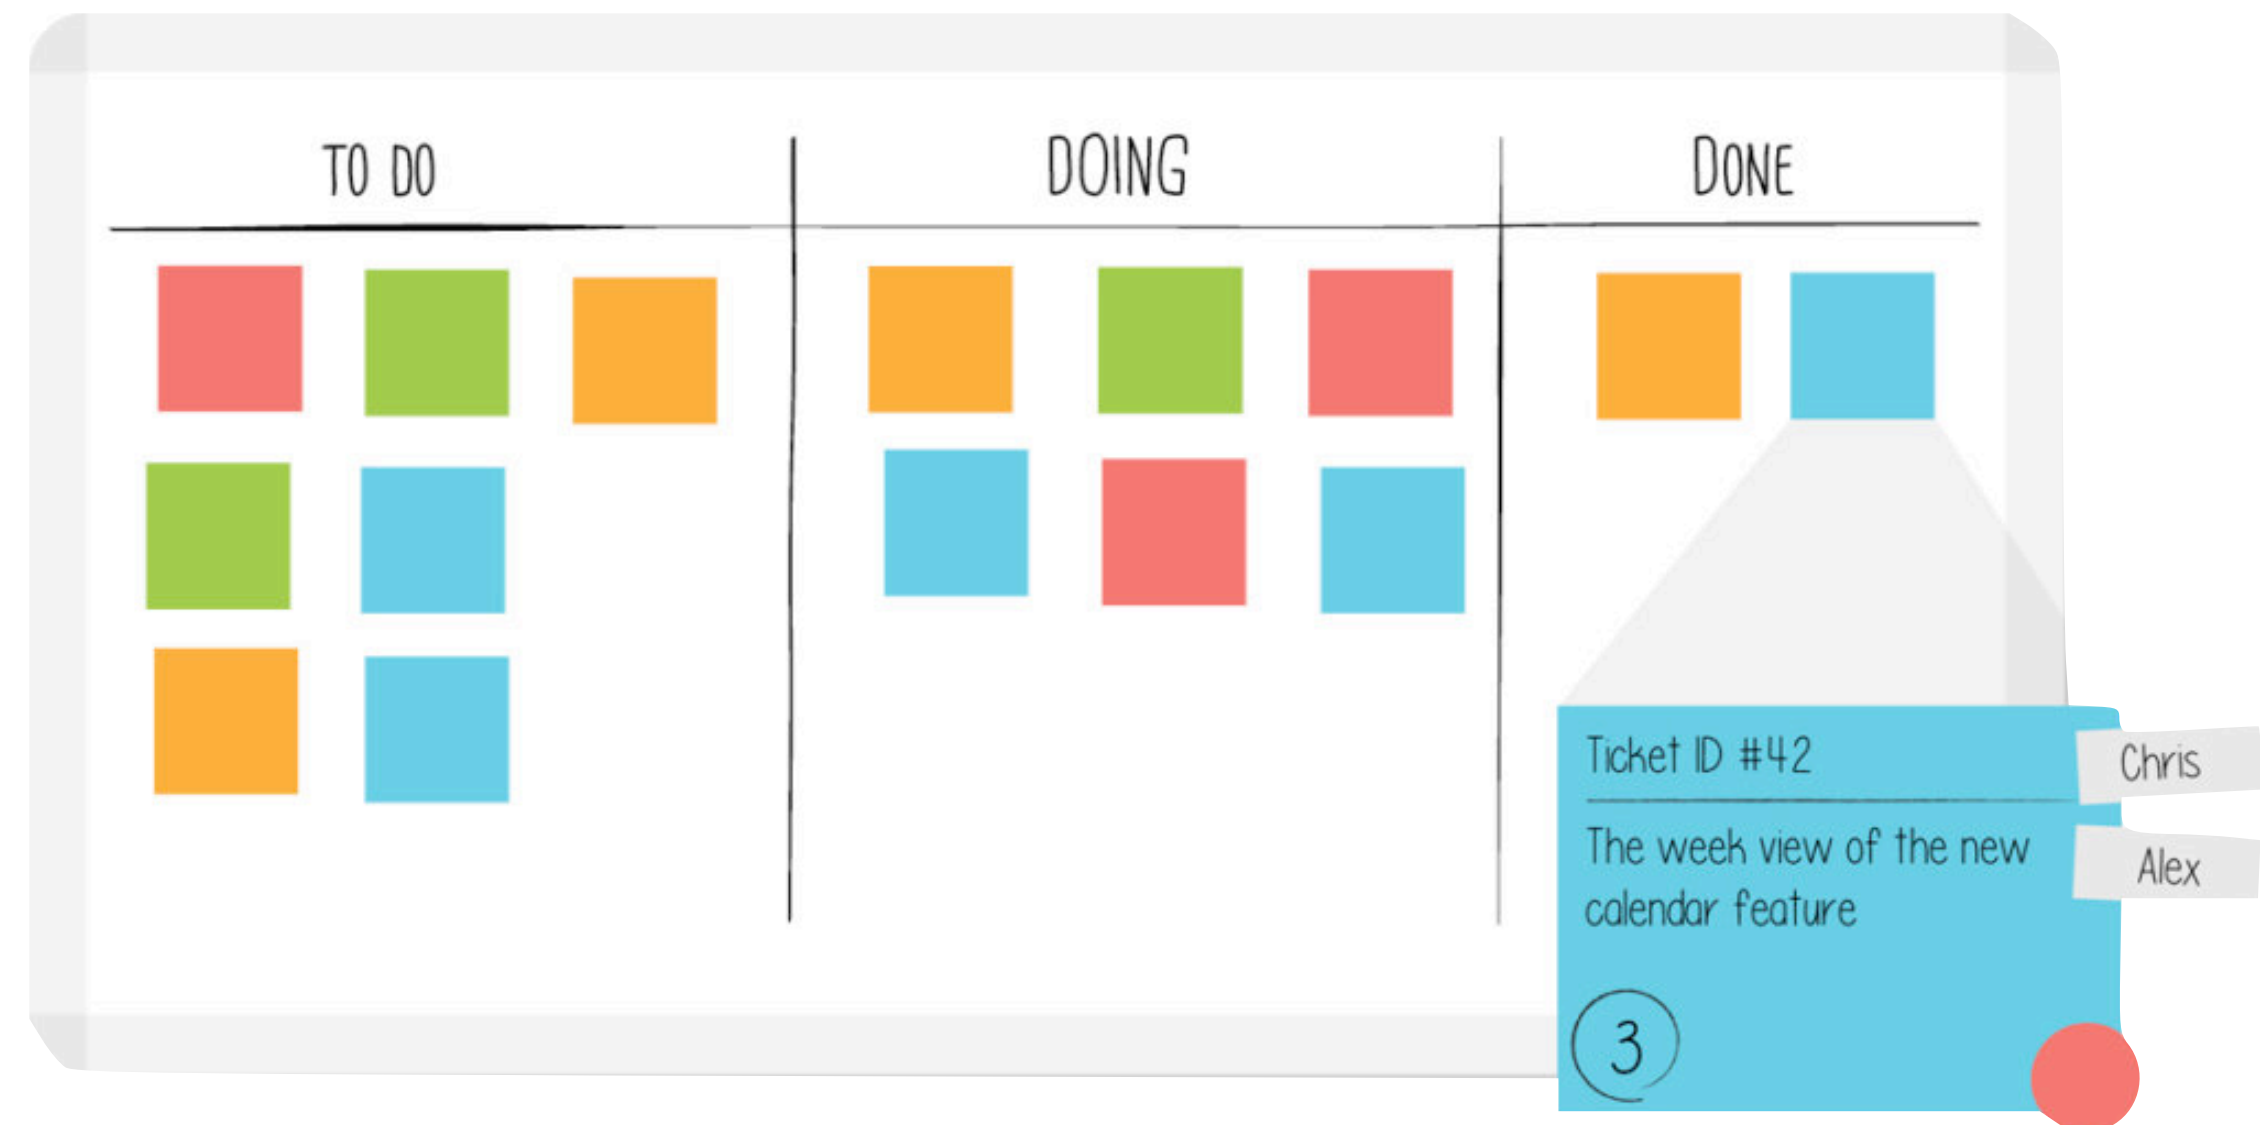 TO DO
DOING
DONE
Ticket ID #42
Chris
The week view of the new
calendar feature
Alex
3